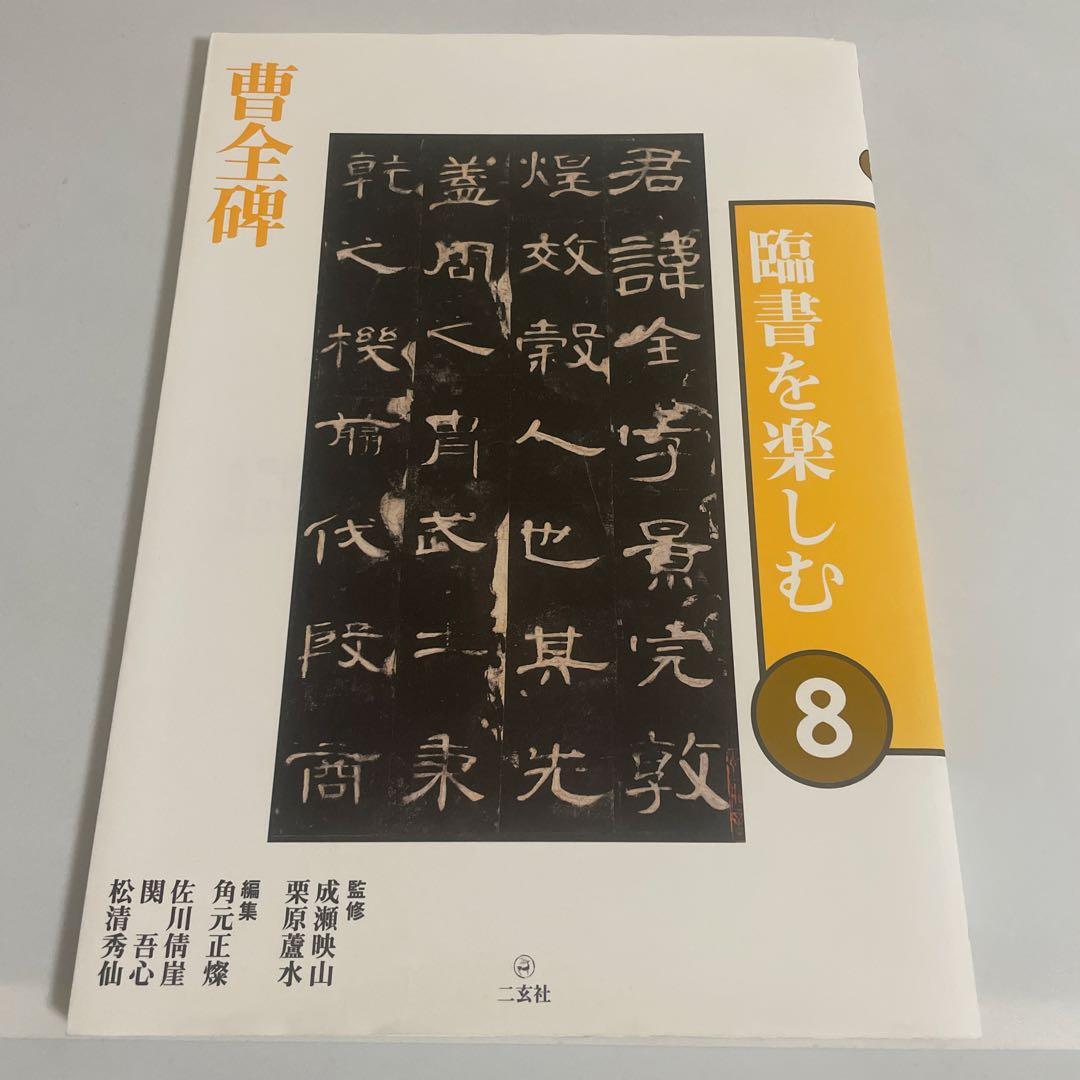 臨書を楽しむ
8
曹全碑
君諱全字景完敦
煌效穀人也其先
蓋周之胄武王秉
乾之機翦伐殷商
監修
成瀬映山
栗原蘆水
編集
角元正燦
佐川倩崖
関吾心
松清秀仙
二玄社